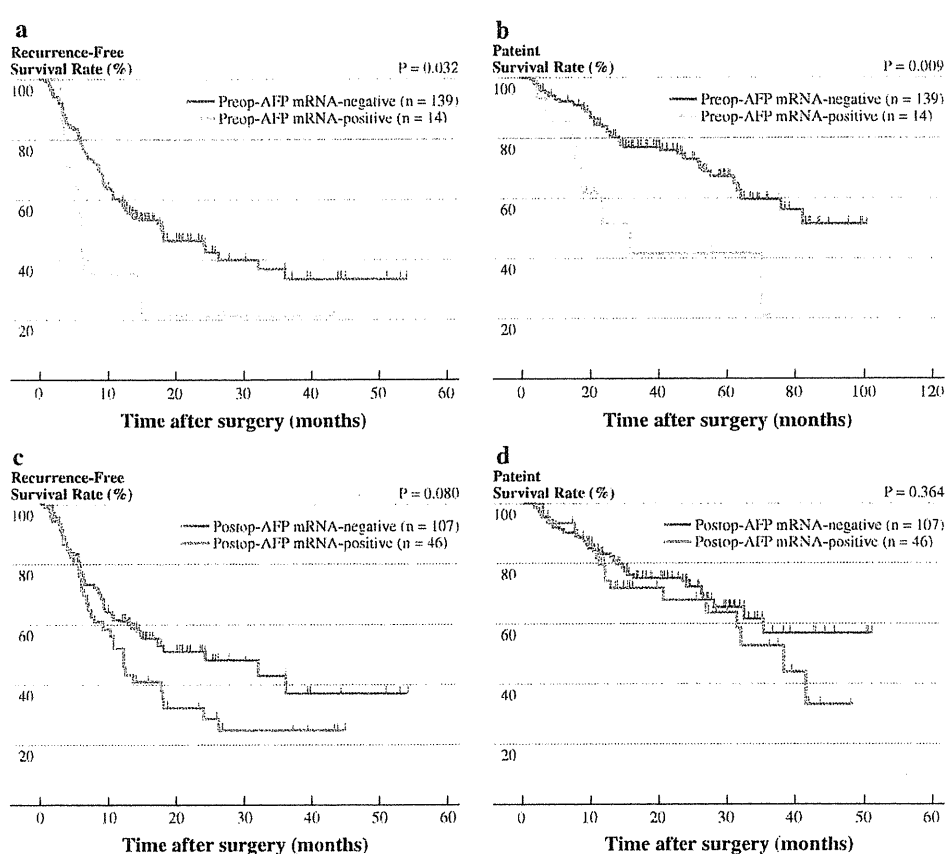 a
Recurrence-Free
Survival Rate (%)
P = 0.032
100
80
60
40
20
Preop-AFP mRNA-negative (n = 139)
Preop-AFP mRNA-positive (n = 14)
0 10 20 30 40 50 60
Time after surgery (months)
b
Pateint
Survival Rate (%)
P = 0.009
100
80
60
40
20
Preop-AFP mRNA-negative (n = 139)
Preop-AFP mRNA-positive (n = 14)
0 20 40 60 80 100 120
Time after surgery (months)
c
Recurrence-Free
Survival Rate (%)
P = 0.080
100
80
60
40
20
Postop-AFP mRNA-negative (n = 107)
Postop-AFP mRNA-positive (n = 46)
0 10 20 30 40 50 60
Time after surgery (months)
d
Pateint
Survival Rate (%)
P = 0.364
100
80
60
40
20
Postop-AFP mRNA-negative (n = 107)
Postop-AFP mRNA-positive (n = 46)
0 10 20 30 40 50 60
Time after surgery (months)